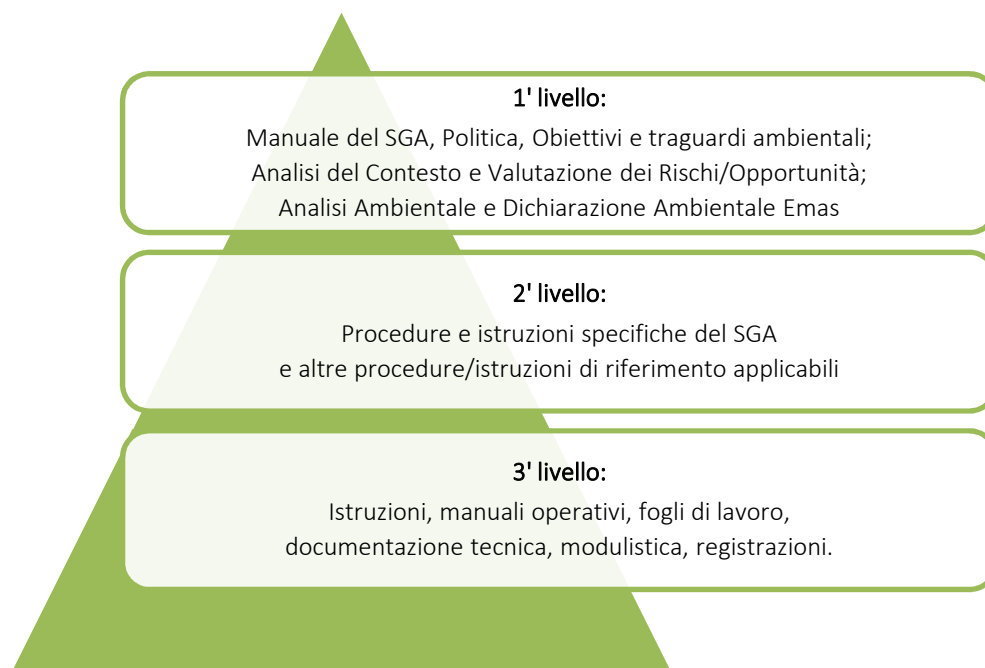 1' livello:
Manuale del SGA, Politica, Obiettivi e traguardi ambientali;
Analisi del Contesto e Valutazione dei Rischi/Opportunità;
Analisi Ambientale e Dichiarazione Ambientale Emas
2' livello:
Procedure e istruzioni specifiche del SGA
e altre procedure/istruzioni di riferimento applicabili
3' livello:
Istruzioni, manuali operativi, fogli di lavoro,
documentazione tecnica, modulistica, registrazioni.